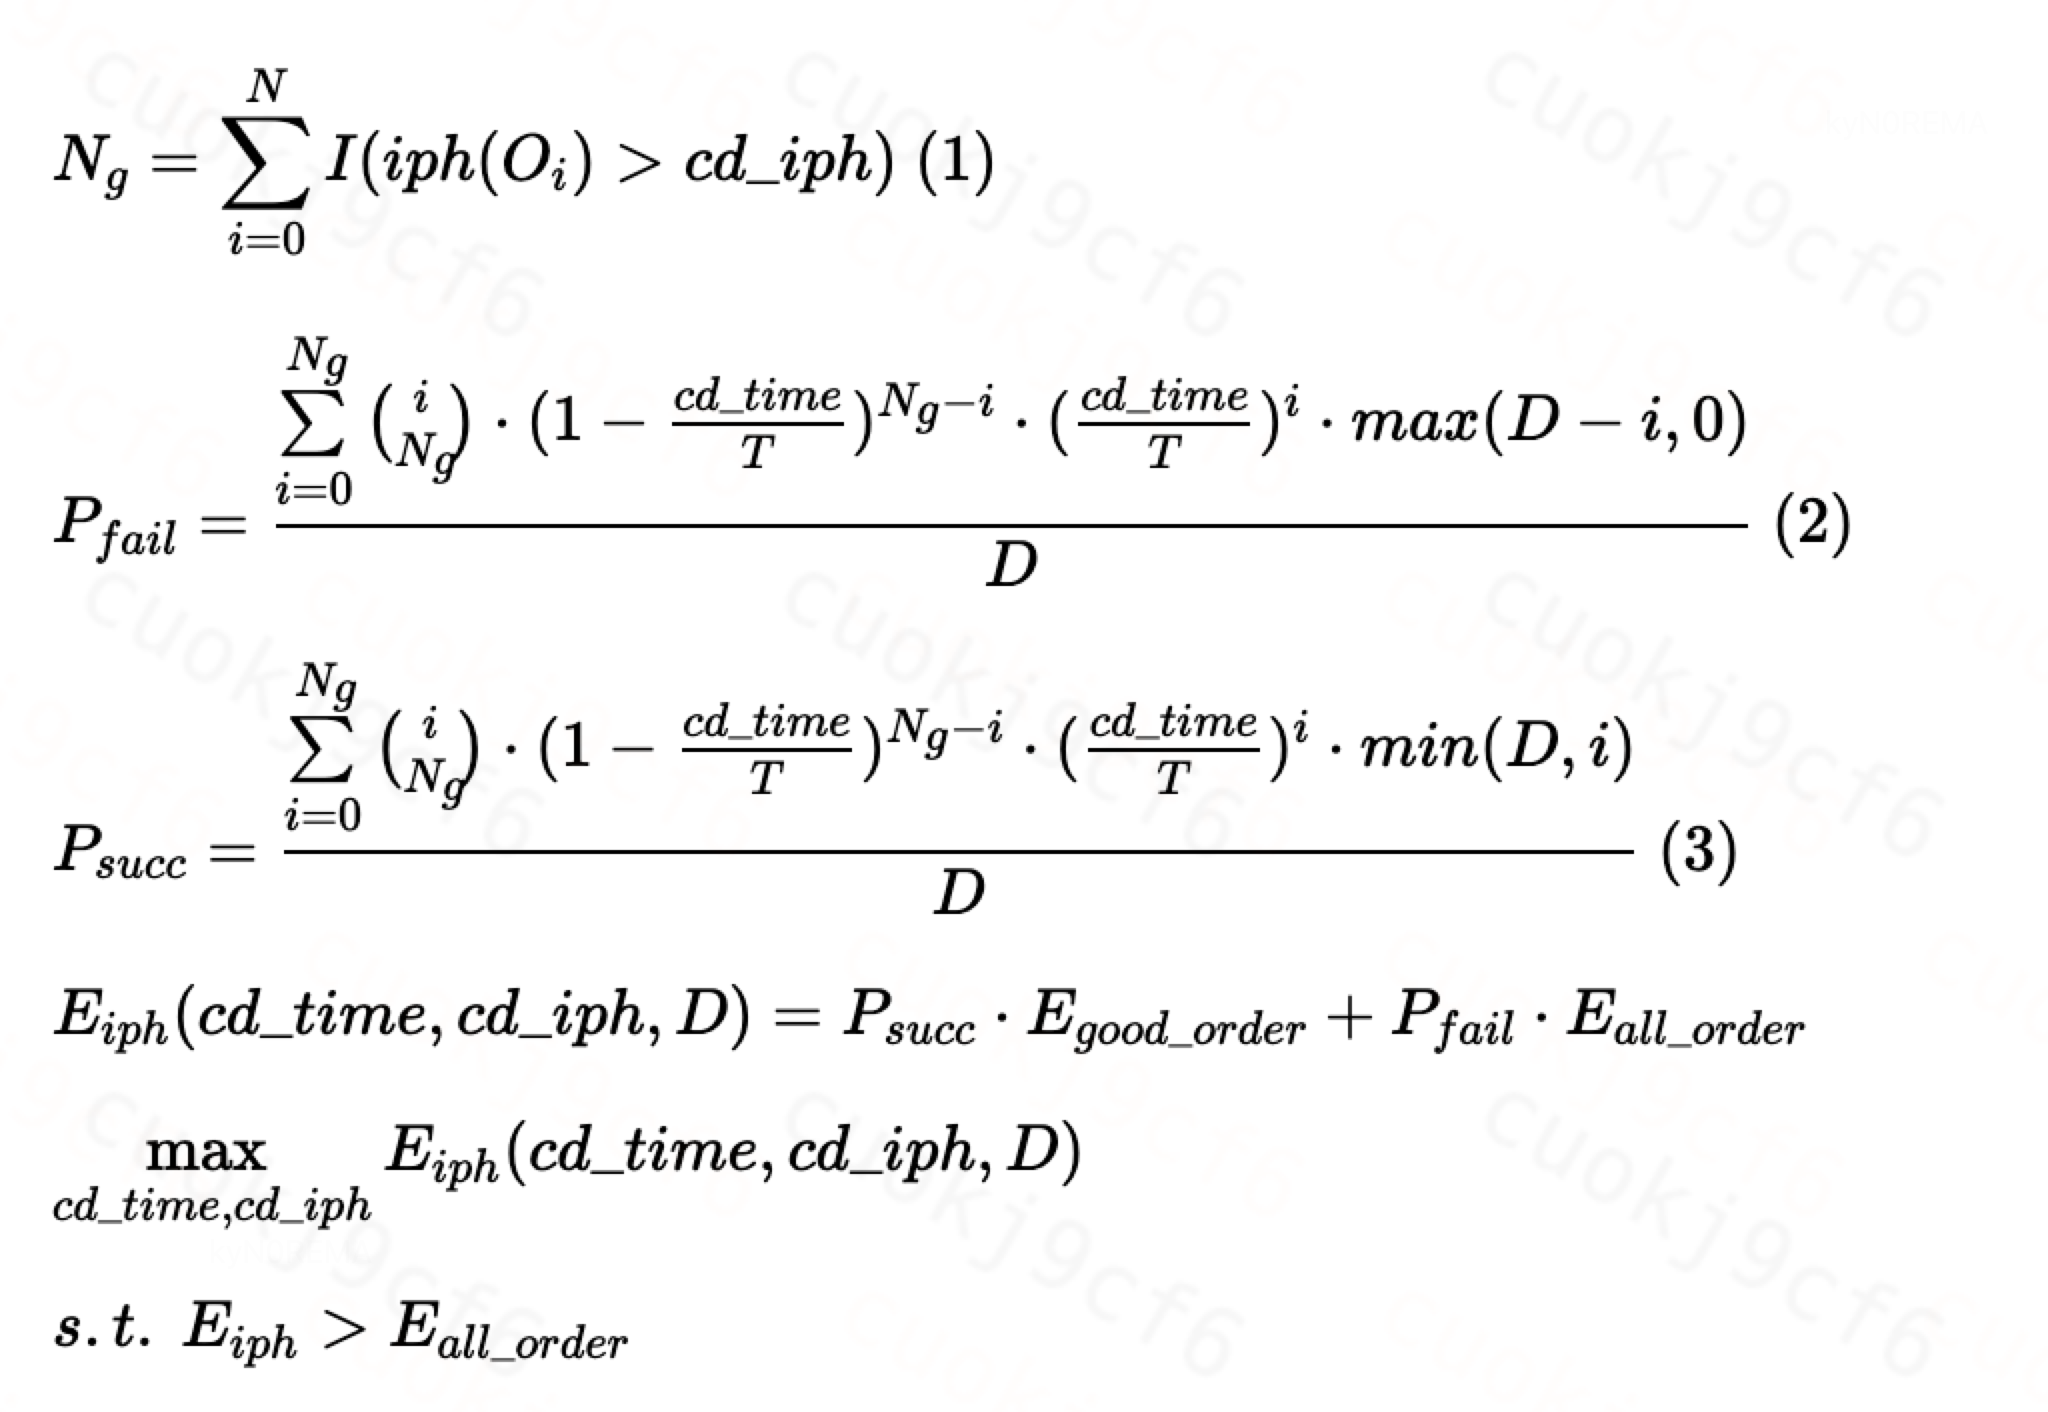 N_g = \sum_{i=0}^{N} I(iph(O_i) > cd\_iph) (1)
P_{fail} = \frac{\sum_{i=0}^{N_g} \binom{i}{N_g} \cdot (1 - \frac{cd\_time}{T})^{N_g-i} \cdot (\frac{cd\_time}{T})^i \cdot max(D - i, 0)}{D} (2)
P_{succ} = \frac{\sum_{i=0}^{N_g} \binom{i}{N_g} \cdot (1 - \frac{cd\_time}{T})^{N_g-i} \cdot (\frac{cd\_time}{T})^i \cdot min(D, i)}{D} (3)
E_{iph}(cd\_time, cd\_iph, D) = P_{succ} \cdot E_{good\_order} + P_{fail} \cdot E_{all\_order}
\max_{cd\_time,cd\_iph} E_{iph}(cd\_time, cd\_iph, D)
s.t. E_{iph} > E_{all\_order}